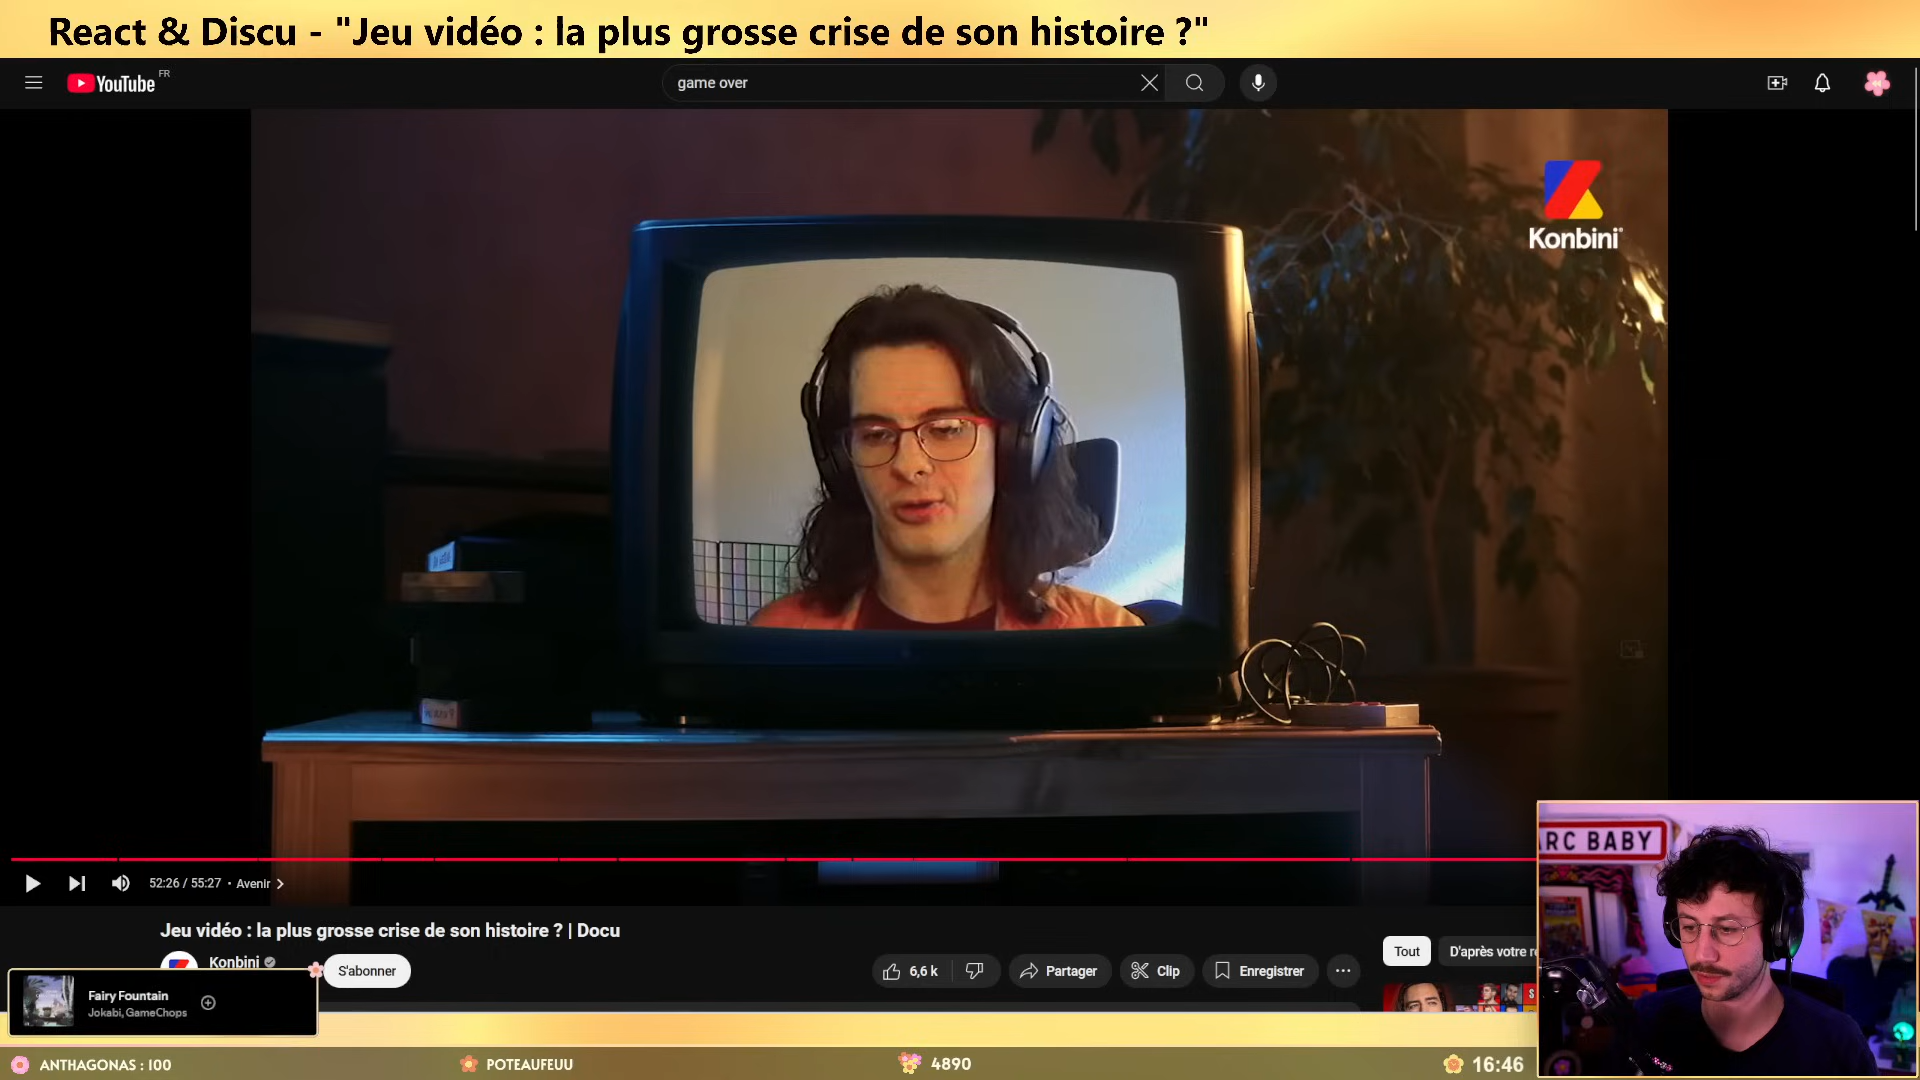 React & Discu - "Jeu vidéo : la plus grosse crise de son histoire ?"
YouTube FR
game over
Konbini
52:26 / 55:27 • Avenir
Jeu vidéo : la plus grosse crise de son histoire ? | Docu
Konbini
S'abonner
6,6 k
Partager
Clip
Enregistrer
Tout
D'après votre re
Fairy Fountain
Jokabi, GameChops
ARC BABY
ANTHAGONAS : 100
POTEAUFEUU
4890
16:46